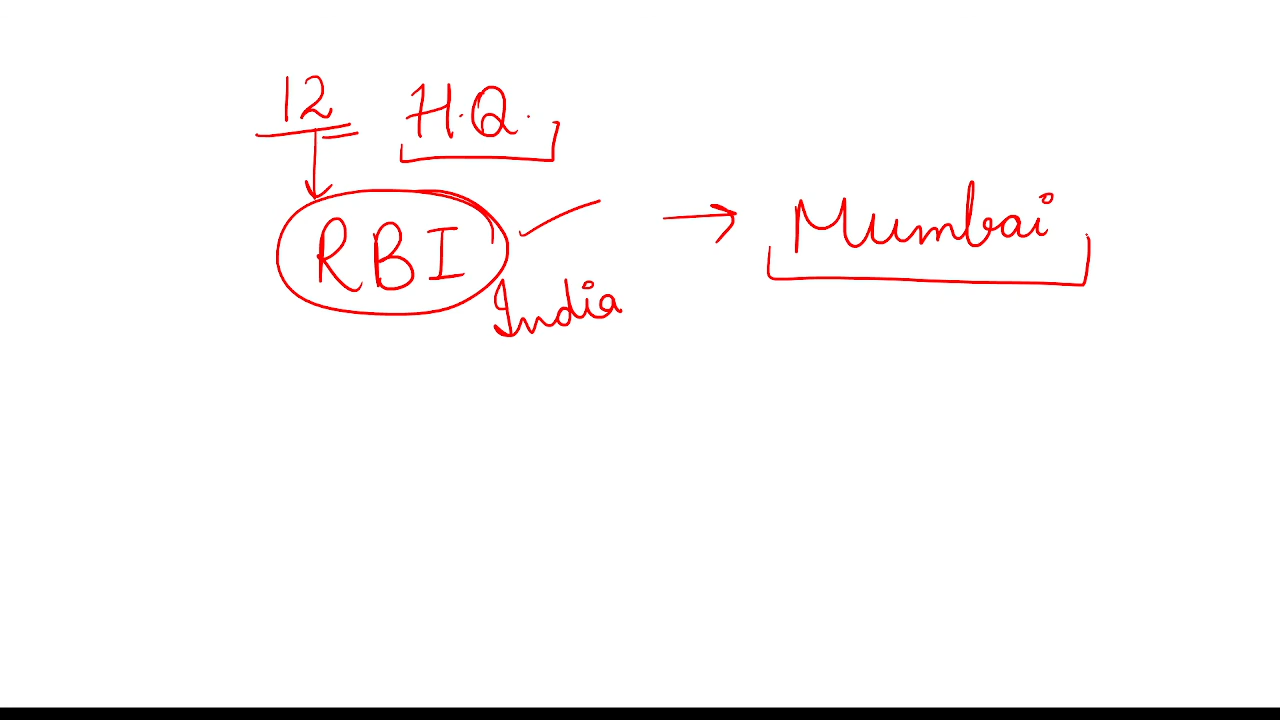 12 H.Q.
RBI → Mumbai
India